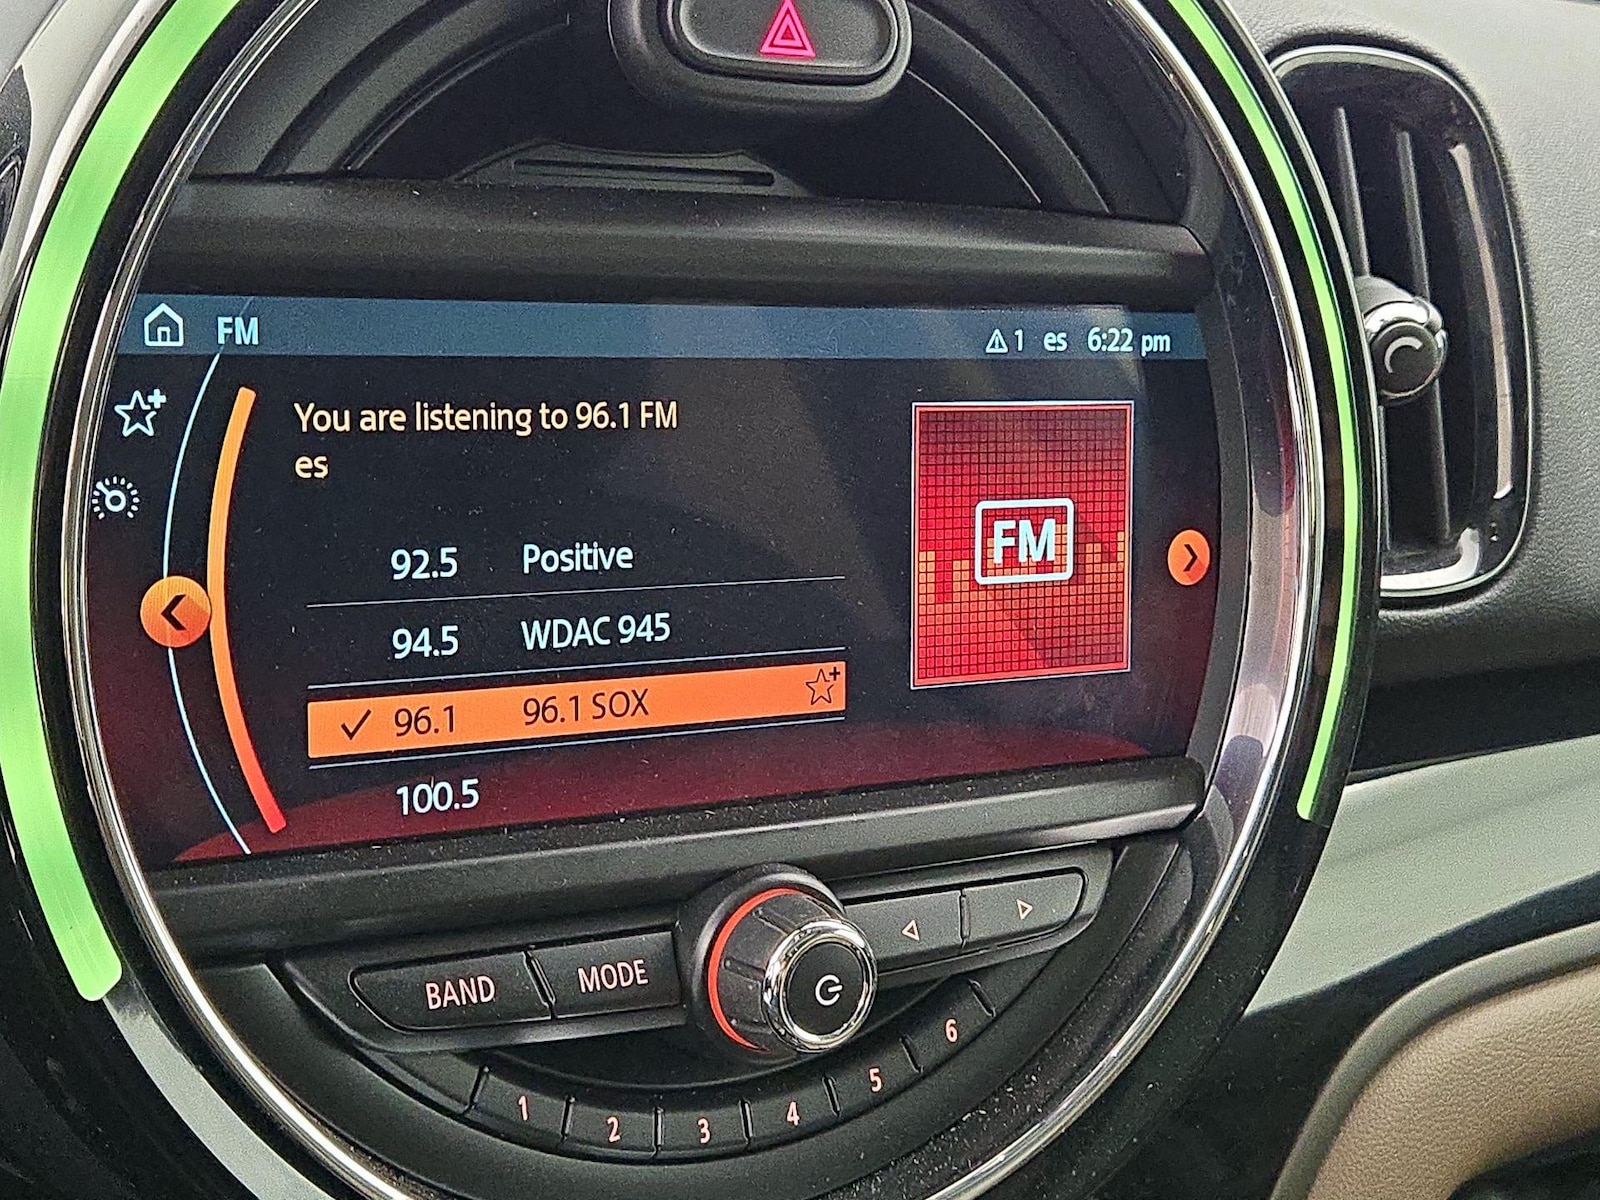 FM
1 es 6:22 pm
You are listening to 96.1 FM
es
92.5 Positive
94.5 WDAC 945
96.1 96.1 SOX
100.5
FM
BAND MODE
1 2 3 4 5 6